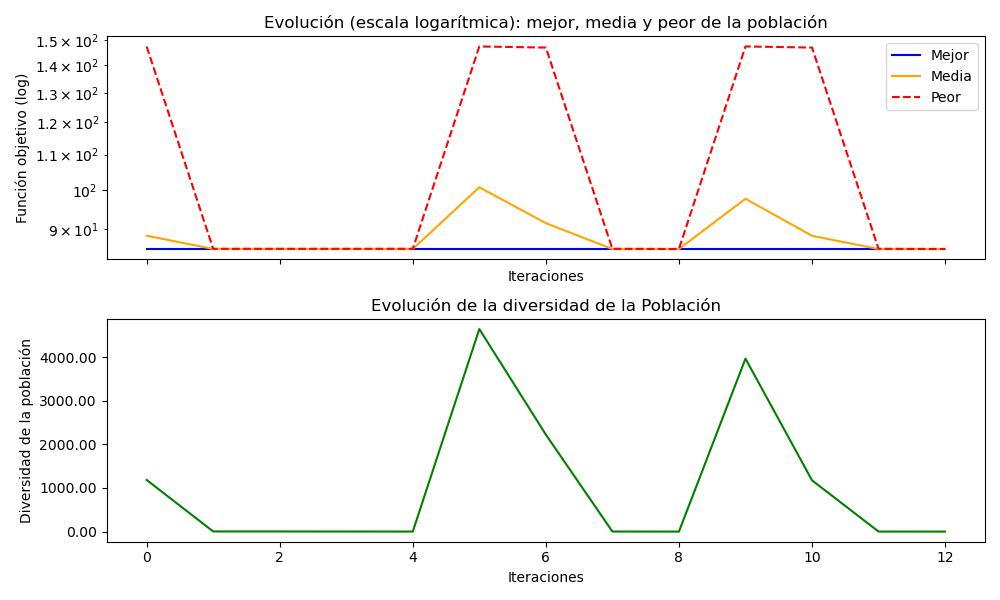 Evolución (escala logarítmica): mejor, media y peor de la población
Función objetivo (log)
1.5 × 10²
1.4 × 10²
1.3 × 10²
1.2 × 10²
1.1 × 10²
10²
9 × 10¹
Mejor
Media
Peor
Iteraciones
Evolución de la diversidad de la Población
Diversidad de la población
4000.00
3000.00
2000.00
1000.00
0.00
0 2 4 6 8 10 12
Iteraciones